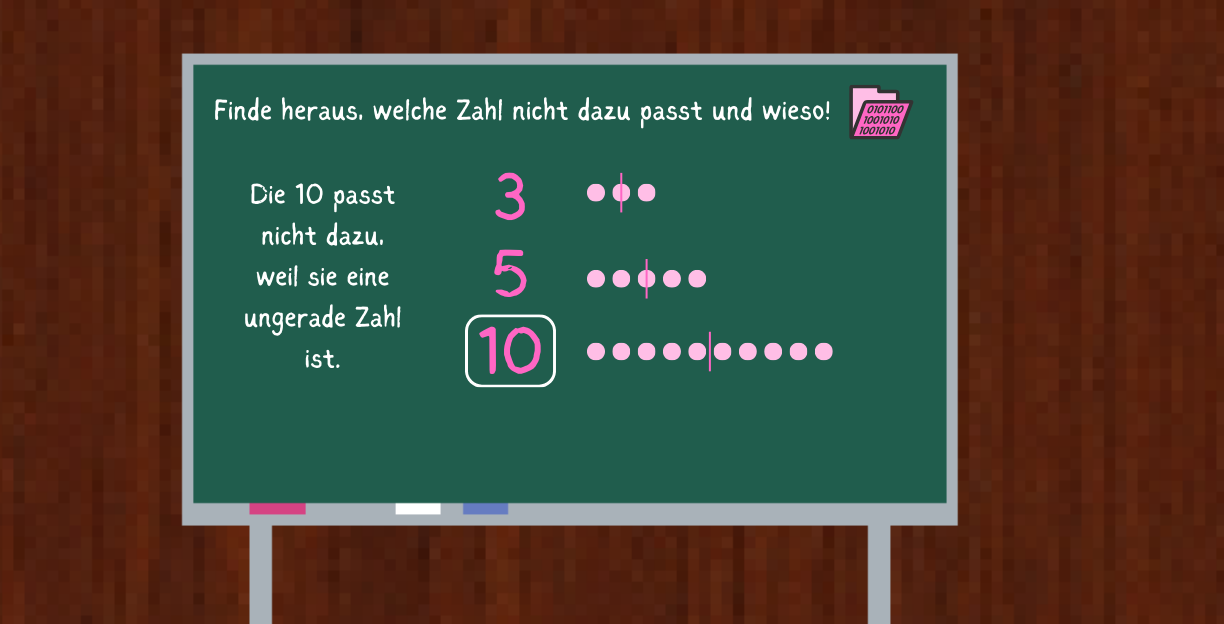 Finde heraus, welche Zahl nicht dazu passt und wieso!
0101100
1001010
1001010
Die 10 passt
nicht dazu,
weil sie eine
ungerade Zahl
ist.
3
5
10